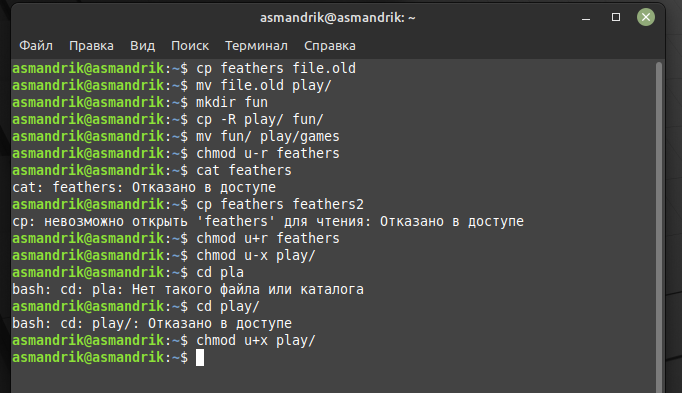 asmandrik@asmandrik: ~
Файл Правка Вид Поиск Терминал Справка
asmandrik@asmandrik:~$ cp feathers file.old
asmandrik@asmandrik:~$ mv file.old play/
asmandrik@asmandrik:~$ mkdir fun
asmandrik@asmandrik:~$ cp -R play/ fun/
asmandrik@asmandrik:~$ mv fun/ play/games
asmandrik@asmandrik:~$ chmod u-r feathers
asmandrik@asmandrik:~$ cat feathers
cat: feathers: Отказано в доступе
asmandrik@asmandrik:~$ cp feathers feathers2
cp: невозможно открыть 'feathers' для чтения: Отказано в доступе
asmandrik@asmandrik:~$ chmod u+r feathers
asmandrik@asmandrik:~$ chmod u-x play/
asmandrik@asmandrik:~$ cd pla
bash: cd: pla: Нет такого файла или каталога
asmandrik@asmandrik:~$ cd play/
bash: cd: play/: Отказано в доступе
asmandrik@asmandrik:~$ chmod u+x play/
asmandrik@asmandrik:~$